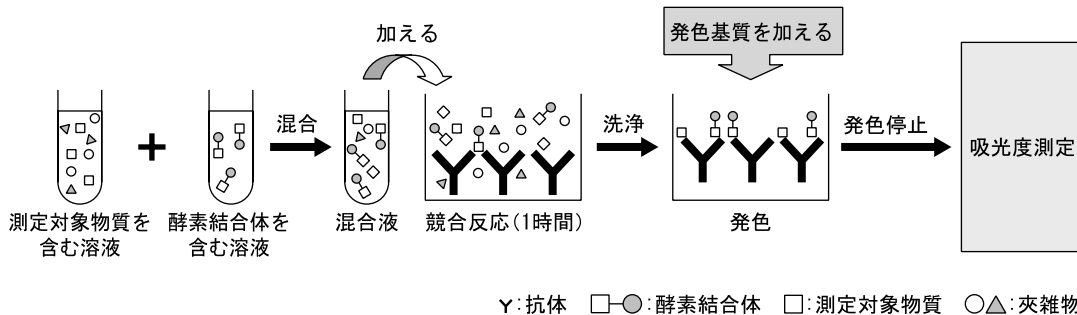 加える
発色基質を加える
混合
洗浄
発色停止
吸光度測定
測定対象物質を
含む溶液
酵素結合体を
含む溶液
混合液
競合反応(1時間)
発色
抗体
:酵素結合体
:測定対象物質
:夾雑物